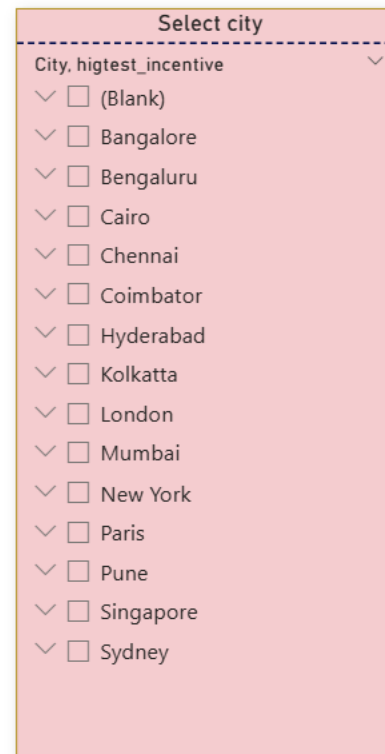 Select city
City, higtest_incentive
(Blank)
Bangalore
Bengaluru
Cairo
Chennai
Coimbator
Hyderabad
Kolkatta
London
Mumbai
New York
Paris
Pune
Singapore
Sydney